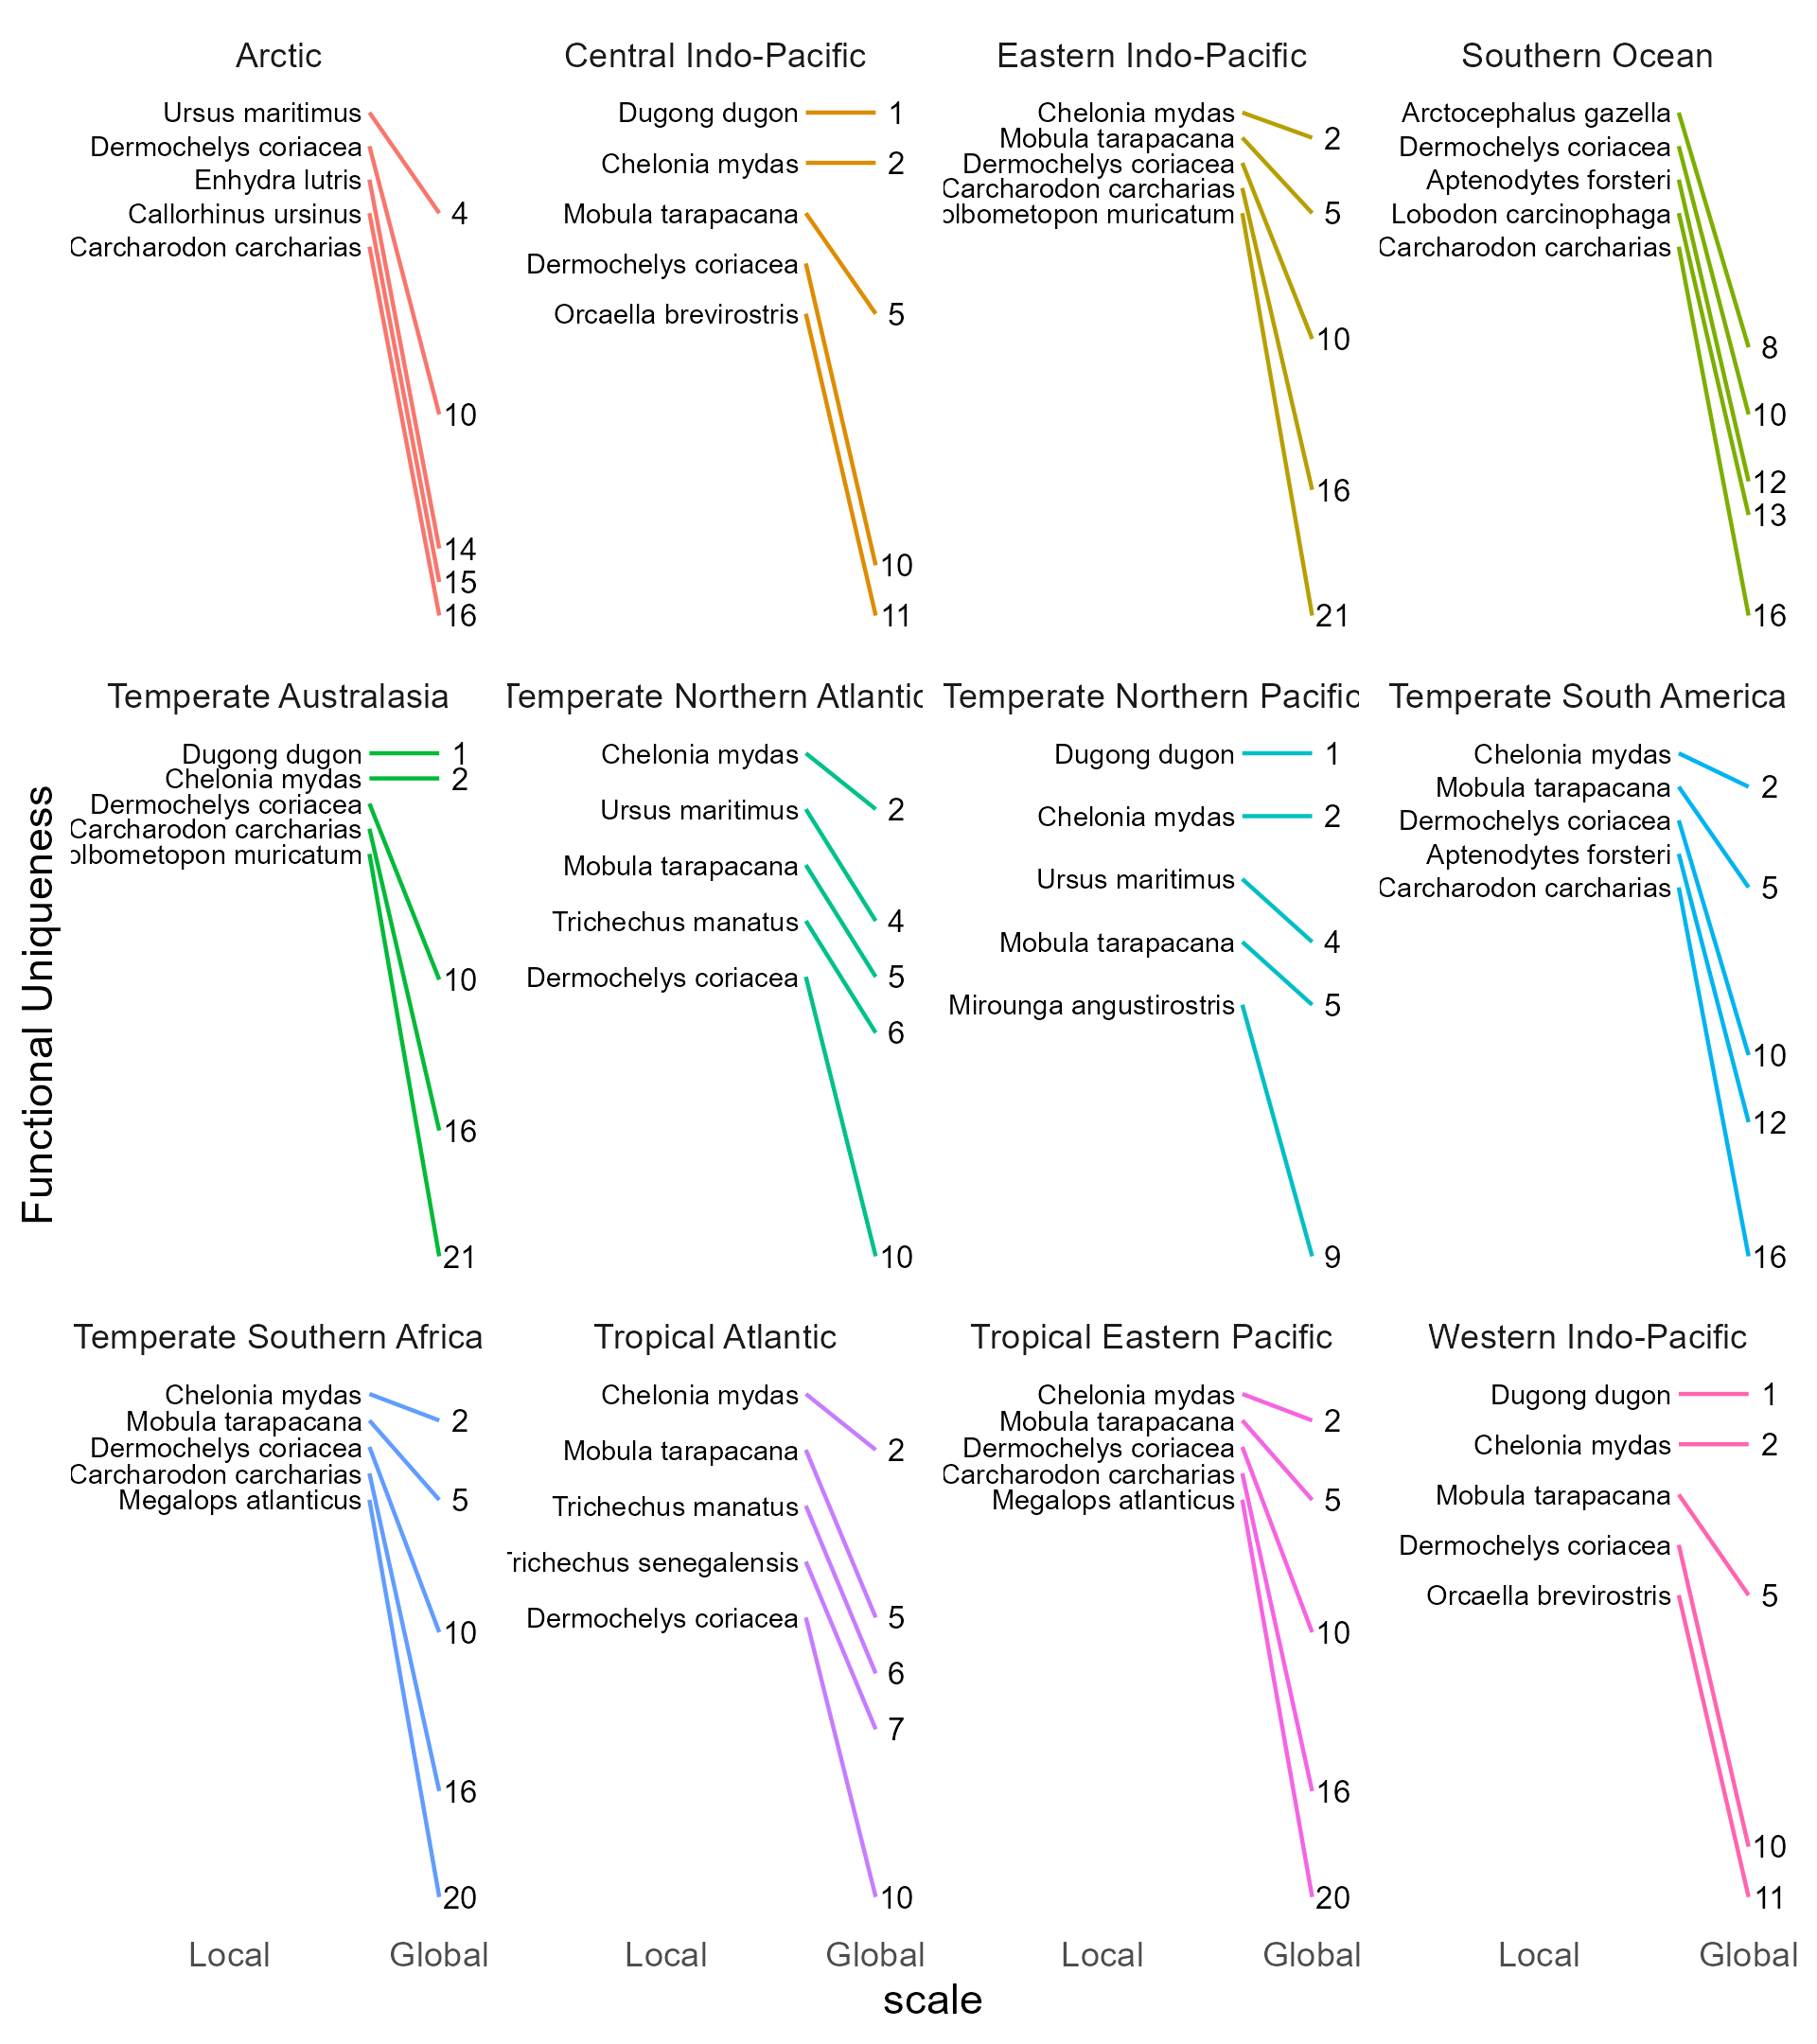 Arctic
Ursus maritimus
Dermochelys coriacea
Enhydra lutris
Callorhinus ursinus
Carcharodon carcharias
4
10
14
15
16
Central Indo-Pacific
Dugong dugon 1
Chelonia mydas 2
Mobula tarapacana
Dermochelys coriacea
Orcaella brevirostris 5
10
11
Eastern Indo-Pacific
Chelonia mydas
Mobula tarapacana 2
Dermochelys coriacea
Carcharodon carcharias
olbometopon muricatum 5
10
16
21
Southern Ocean
Arctocephalus gazella
Dermochelys coriacea
Aptenodytes forsteri
Lobodon carcinophaga
Carcharodon carcharias
8
10
12
13
16
Functional Uniqueness
Temperate Australasia
Dugong dugon 1
Chelonia mydas 2
Dermochelys coriacea
Carcharodon carcharias
olbometopon muricatum
10
16
21
Temperate Northern Atlantic
Chelonia mydas
Ursus maritimus 2
Mobula tarapacana
Trichechus manatus 4
Dermochelys coriacea 5
6
10
Temperate Northern Pacific
Dugong dugon 1
Chelonia mydas 2
Ursus maritimus
Mobula tarapacana 4
Mirounga angustirostris 5
9
Temperate South America
Chelonia mydas
Mobula tarapacana 2
Dermochelys coriacea
Aptenodytes forsteri
Carcharodon carcharias 5
10
12
16
Temperate Southern Africa
Chelonia mydas
Mobula tarapacana 2
Dermochelys coriacea
Carcharodon carcharias
Megalops atlanticus 5
10
16
20
Tropical Atlantic
Chelonia mydas
Mobula tarapacana 2
Trichechus manatus
Trichechus senegalensis
Dermochelys coriacea 5
6
7
10
Tropical Eastern Pacific
Chelonia mydas
Mobula tarapacana 2
Dermochelys coriacea
Carcharodon carcharias
Megalops atlanticus 5
10
16
20
Western Indo-Pacific
Dugong dugon 1
Chelonia mydas 2
Mobula tarapacana
Dermochelys coriacea
Orcaella brevirostris 5
10
11
Local Global Local Global Local Global Local Global
scale